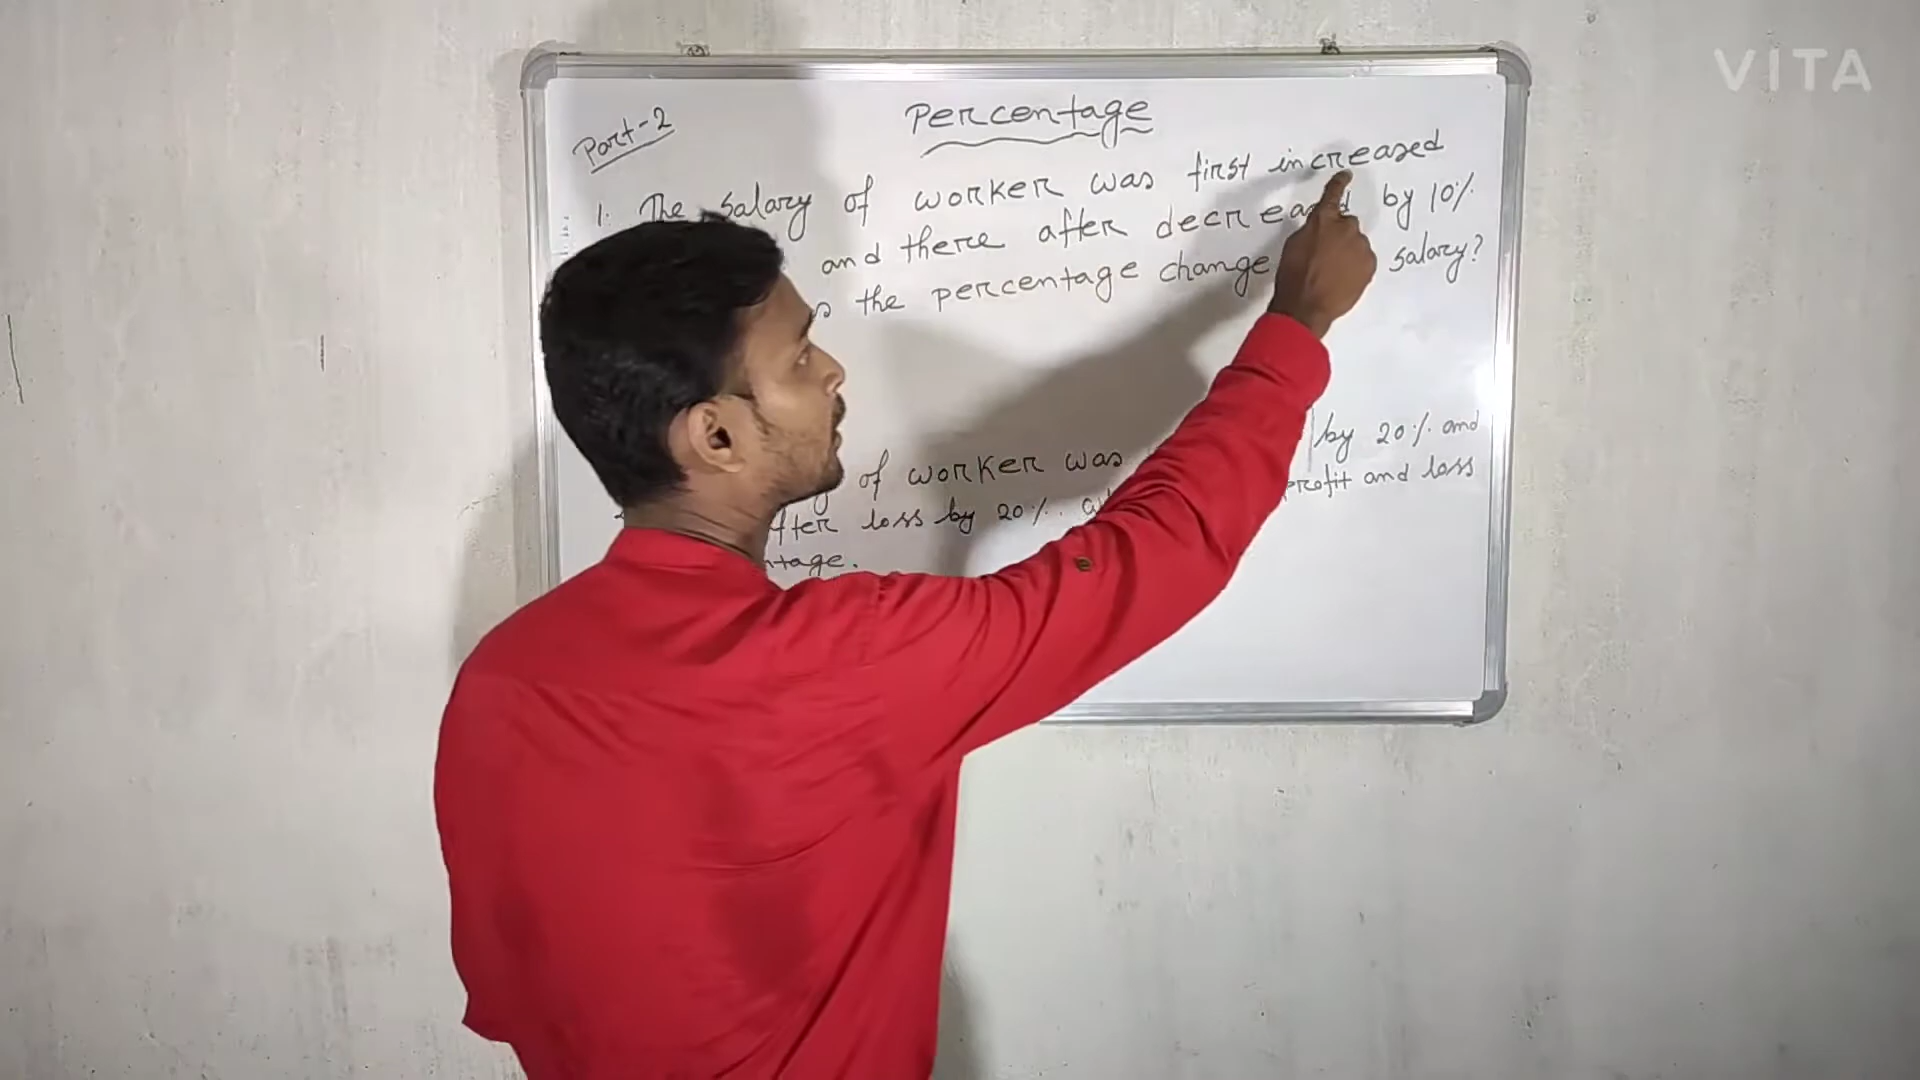 VITA
Percentage
Part-2
1. The salary of worker was first increased
and there after decreased by 10%
the percentage change salary?
of worker was by 20% and
after loss by 20%. profit and loss